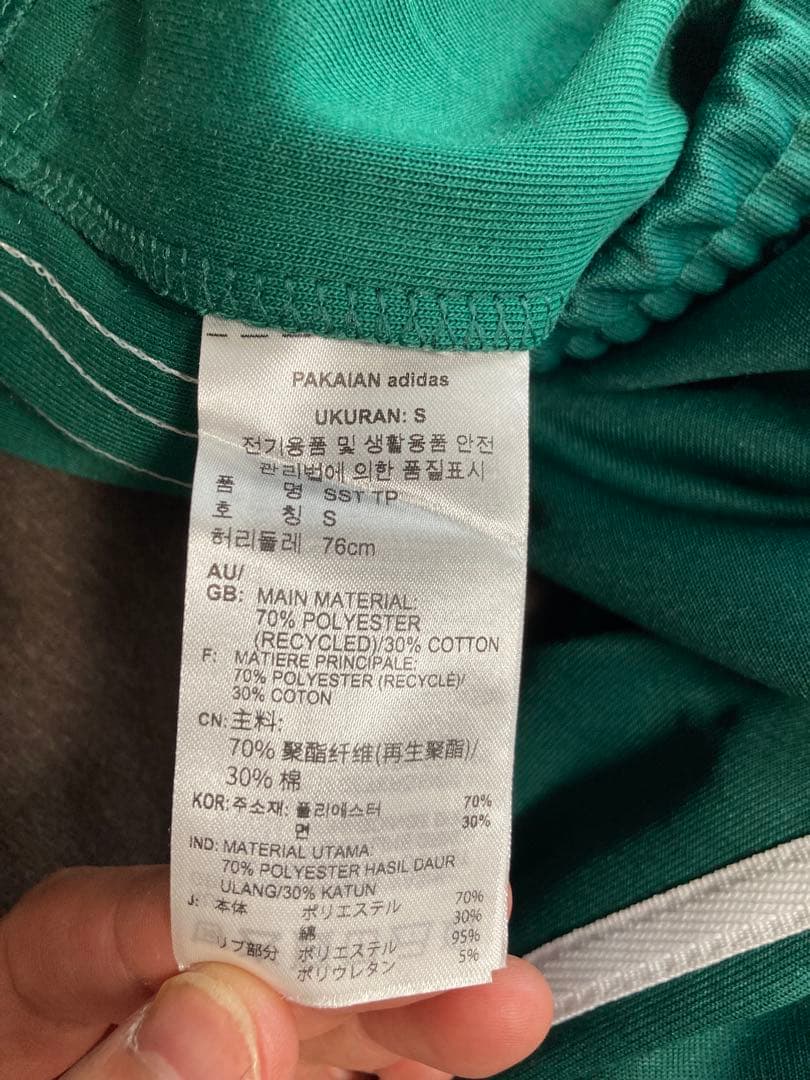 PAKAIAN adidas
UKURAN: S
전기용품 및 생활용품 안전
관리법에 의한 품질표시
품 명 SST TP
호 칭 S
허리둘레 76cm
AU/
GB: MAIN MATERIAL:
70% POLYESTER
(RECYCLED)/30% COTTON
F: MATIERE PRINCIPALE:
70% POLYESTER (RECYCLÉ)/
30% COTON
CN: 主料:
70% 聚酯纤维(再生聚酯)/
30% 棉
KOR: 주소재: 폴리에스터 70%
면 30%
IND: MATERIAL UTAMA
70% POLYESTER HASIL DAUR
ULANG/30% KATUN
J: 本体 ポリエステル 70%
綿 30%
リブ部分 ポリエステル 95%
ポリウレタン 5%